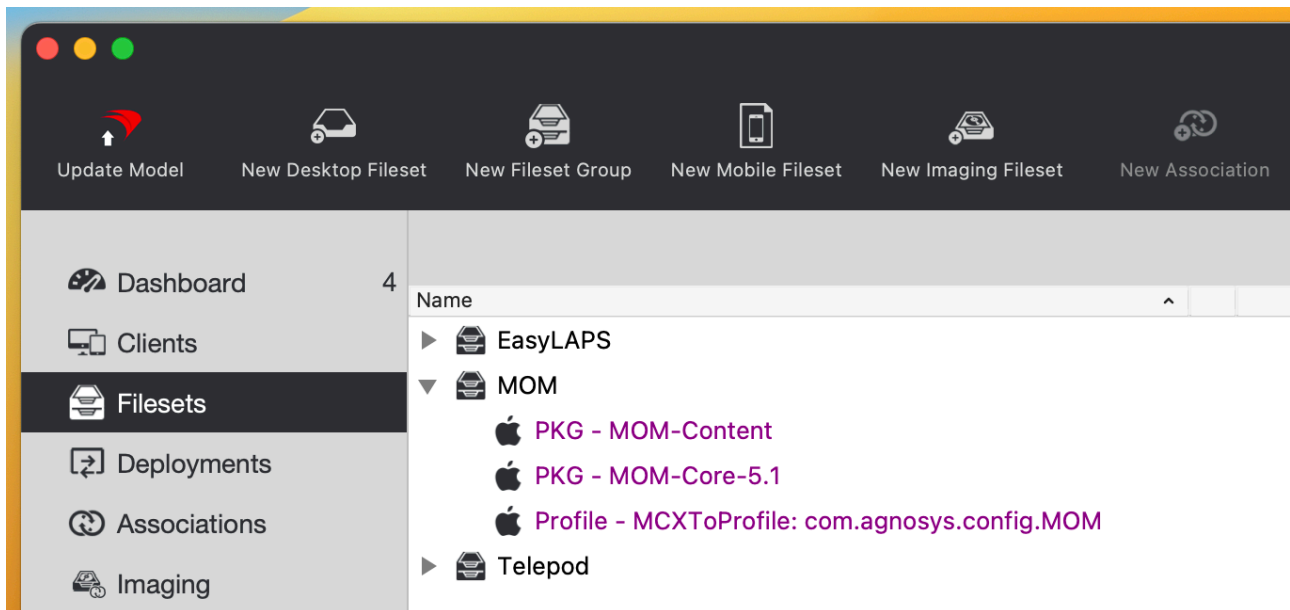 Update Model
New Desktop Fileset
New Fileset Group
New Mobile Fileset
New Imaging Fileset
New Association
Dashboard 4
Clients
Filesets
Deployments
Associations
Imaging
Name
EasyLAPS
MOM
PKG - MOM-Content
PKG - MOM-Core-5.1
Profile - MCXToProfile: com.agnosys.config.MOM
Telepod